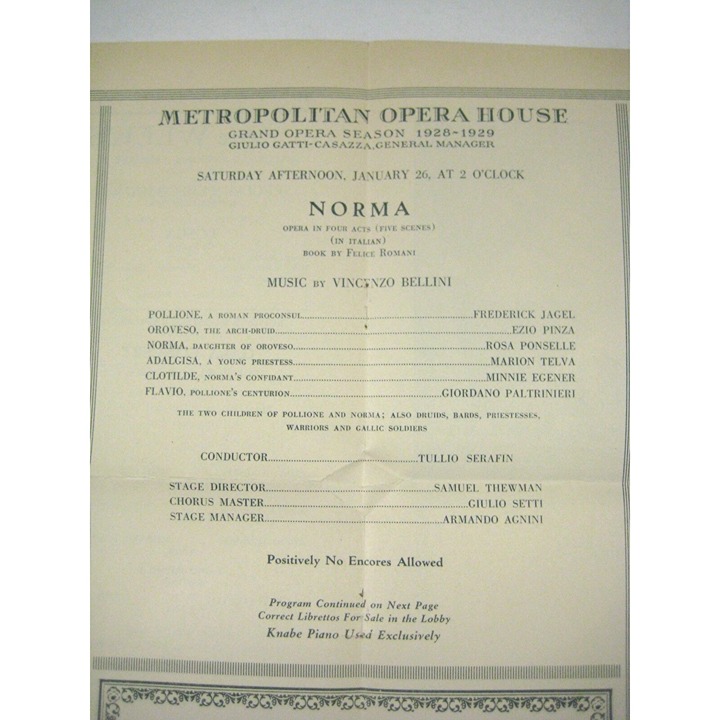 METROPOLITAN OPERA HOUSE
GRAND OPERA SEASON 1928-1929
GIULIO GATTI-CASAZZA, GENERAL MANAGER
SATURDAY AFTERNOON, JANUARY 26, AT 2 O'CLOCK
NORMA
OPERA IN FOUR ACTS (FIVE SCENES)
(IN ITALIAN)
BOOK BY FELICE ROMANI
MUSIC BY VINCENZO BELLINI
POLLIONE, A ROMAN PROCONSUL........FREDERICK JAGEL
OROVESO, THE ARCH-DRUID........EZIO PINZA
NORMA, DAUGHTER OF OROVESO........ROSA PONSELLE
ADALGISA, A YOUNG PRIESTESS........MARION TELVA
CLOTILDE, NORMA'S CONFIDANT........MINNIE EGENER
FLAVIO, POLLIONE'S CENTURION........GIORDANO PALTRINIERI
THE TWO CHILDREN OF POLLIONE AND NORMA; ALSO DRUIDS, BARDS, PRIESTESSES,
WARRIORS AND GALLIC SOLDIERS
CONDUCTOR........TULLIO SERAFIN
STAGE DIRECTOR........SAMUEL THEWMAN
CHORUS MASTER........GIULIO SETTI
STAGE MANAGER........ARMANDO AGNINI
Positively No Encores Allowed
Program Continued on Next Page
Correct Librettos For Sale in the Lobby
Knabe Piano Used Exclusively